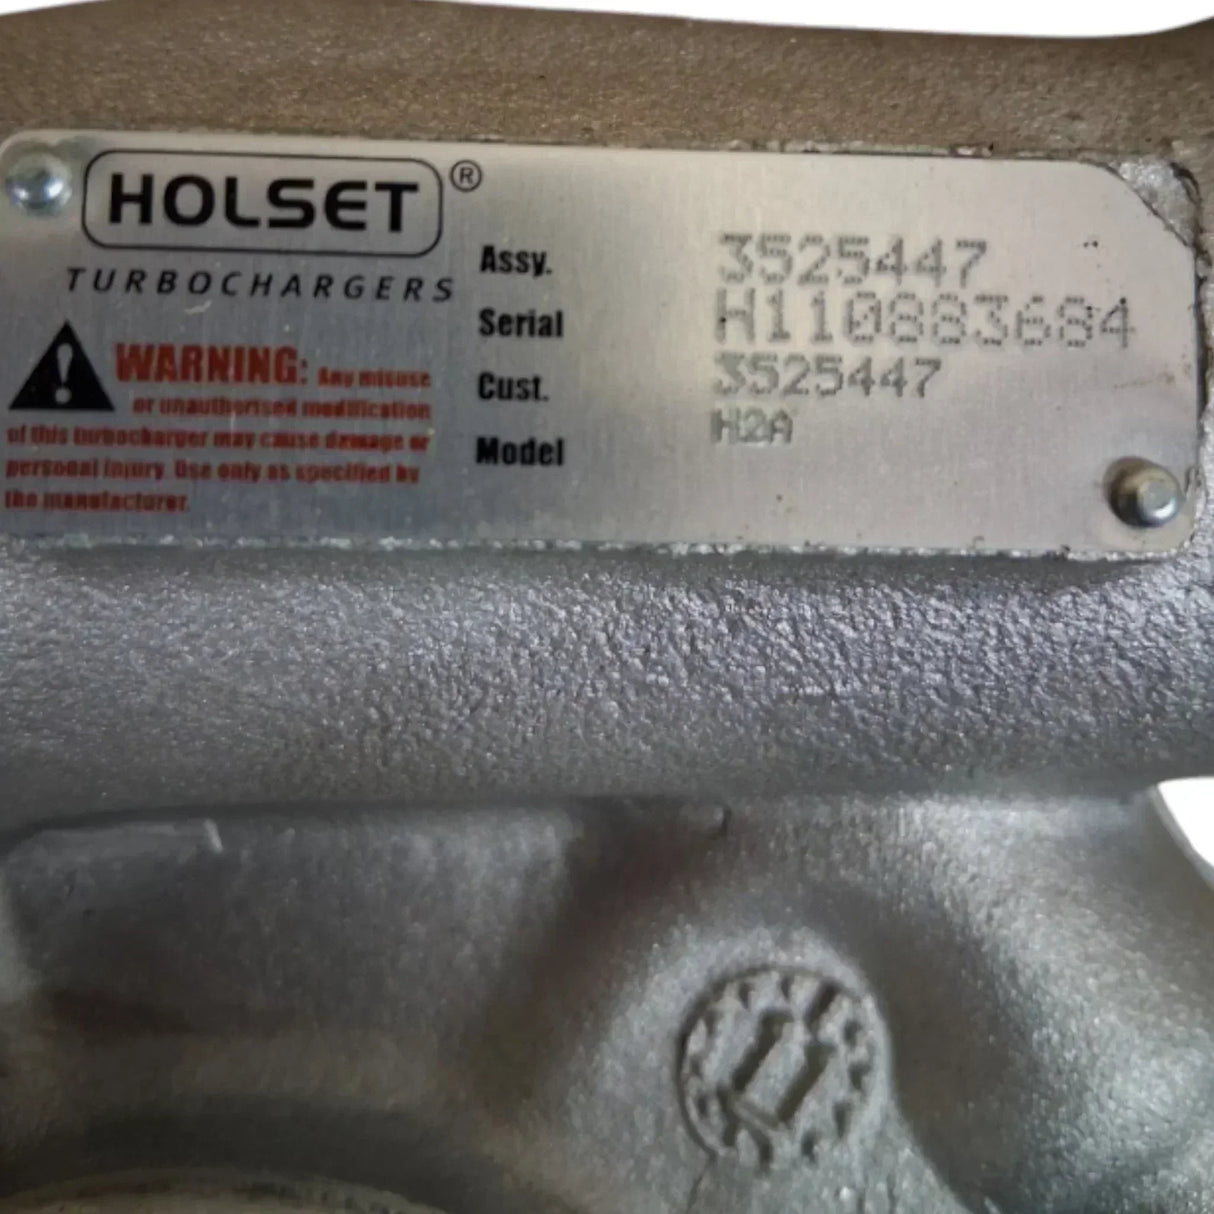 HOLSET ®
TURBOCHARGERS
WARNING: Any misuse
or unauthorised modification
of this turbocharger may cause damage or
personal injury. Use only as specified by
the manufacturer.
Assy. 3525447
Serial H110883684
Cust. 3525447
Model H2A